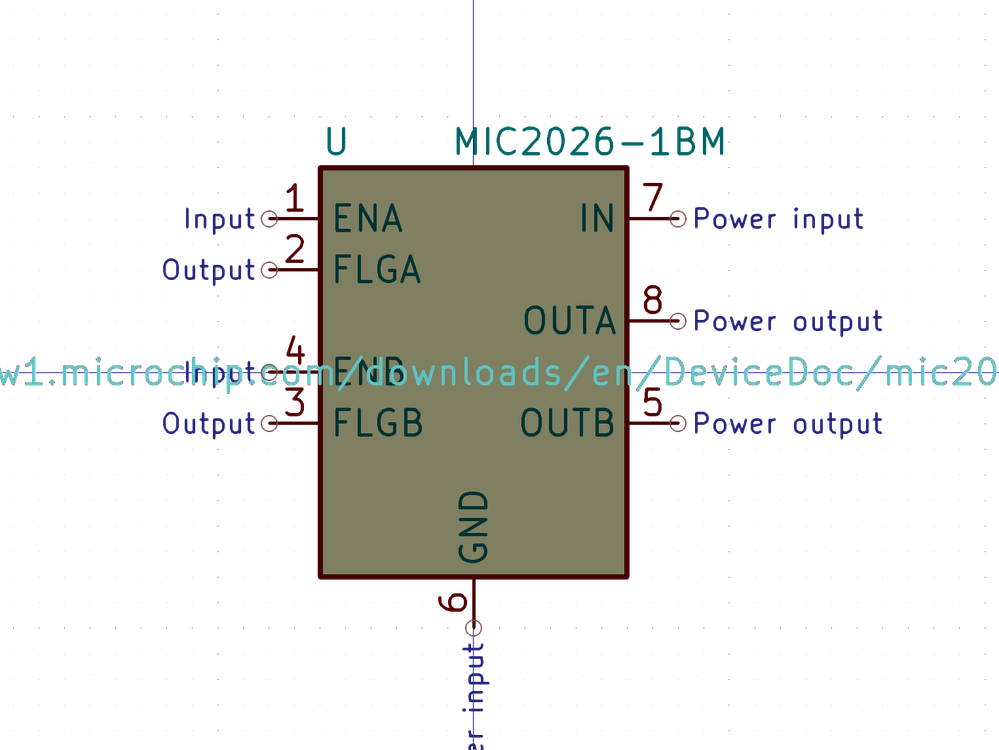 U MIC2026-1BM
1 7
Input ENA IN Power input
2
Output FLGA
8
OUTA Power output
4
Input ENB
w1.microchip.com/downloads/en/DeviceDoc/mic20
3 5
Output FLGB OUTB Power output
GND
6
er input